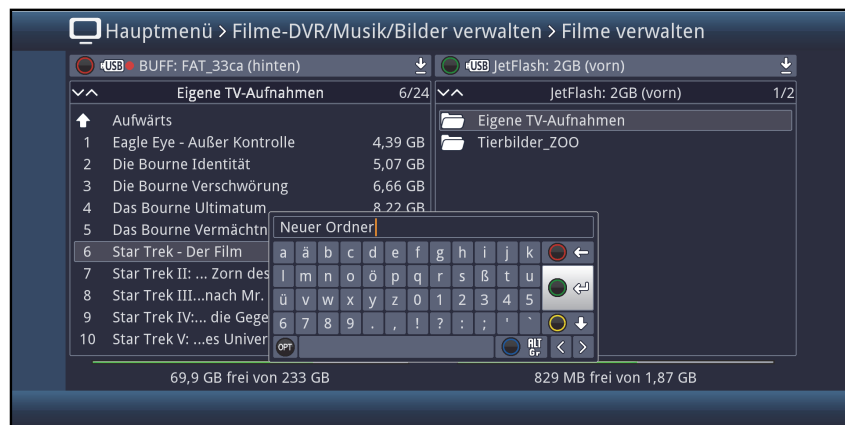 Hauptmenü > Filme-DVR/Musik/Bilder verwalten > Filme verwalten
USB BUFF: FAT_33ca (hinten)
USB JetFlash: 2GB (vorn)
Eigene TV-Aufnahmen 6/24
JetFlash: 2GB (vorn) 1/2
Aufwärts
1 Eagle Eye - Außer Kontrolle 4,39 GB
2 Die Bourne Identität 5,07 GB
3 Die Bourne Verschwörung 6,66 GB
4 Das Bourne Ultimatum 8,22 GB
5 Das Bourne Vermächtn
6 Star Trek - Der Film
7 Star Trek II: ... Zorn des
8 Star Trek III...nach Mr.
9 Star Trek IV:... die Gege
10 Star Trek V: ...es Univer
Eigene TV-Aufnahmen
Tierbilder_ZOO
Neuer Ordner
a ä b c d e f g h i j k
l m n o ö p q r s ß t u
ü v w x y z 0 1 2 3 4 5
6 7 8 9 . , ! ? : ; ' `
OPT ALT Gr < >
69,9 GB frei von 233 GB
829 MB frei von 1,87 GB